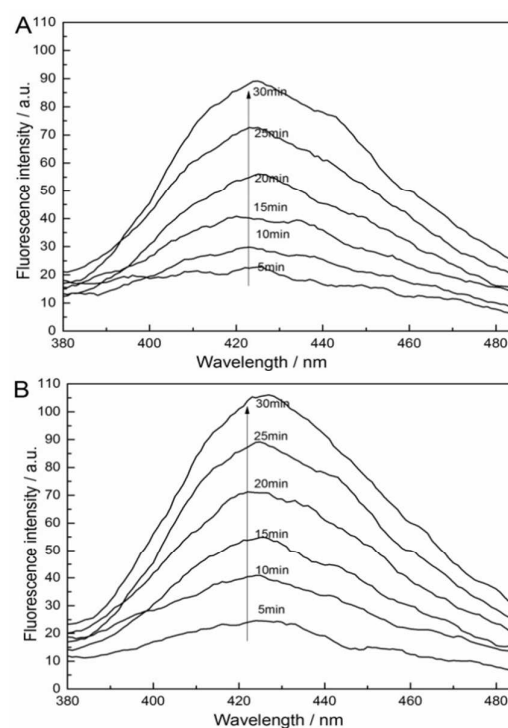 A
110
100
90
80
70
60
50
40
30
20
10
0
Fluorescence intensity / a.u.
30min
25min
20min
15min
10min
5min
380 400 420 440 460 480
Wavelength / nm
B
110
100
90
80
70
60
50
40
30
20
10
0
Fluorescence intensity / a.u.
30min
25min
20min
15min
10min
5min
380 400 420 440 460 480
Wavelength / nm